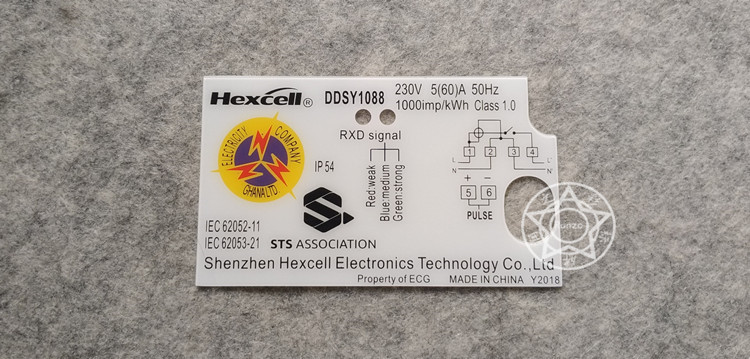 Hexcell® DDSY1088 230V 5(60)A 50Hz
1000imp/kWh Class 1.0
RXD signal
ELECTRICITY COMPANY
GHANA LTD
IP 54
Red:weak
Blue:medium
Green:strong
1 2 3 4
L L'
N N'
+ −
5 6
PULSE
IEC 62052-11
IEC 62053-21
STS ASSOCIATION
Shenzhen Hexcell Electronics Technology Co.,Ltd
Property of ECG MADE IN CHINA Y2018